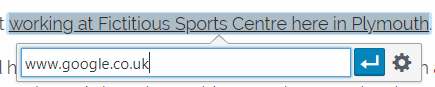 t working at Fictitious Sports Centre here in Plymouth.
www.google.co.uk